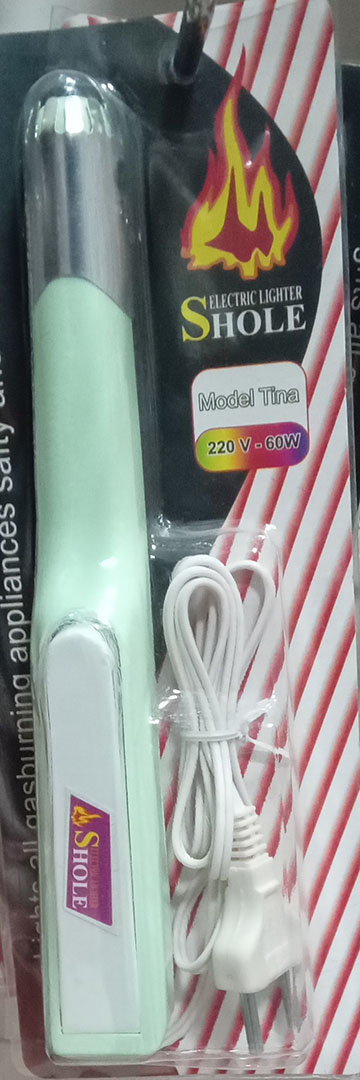 ELECTRIC LIGHTER
SHOLE
Model Tina
220 V - 60W
Lights all gasburning appliances safty and
SHOLE